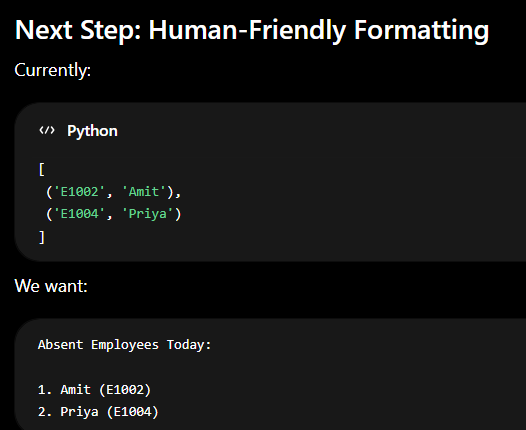 Next Step: Human-Friendly Formatting
Currently:
</> Python
[
 ('E1002', 'Amit'),
 ('E1004', 'Priya')
]
We want:
Absent Employees Today:
1. Amit (E1002)
2. Priya (E1004)